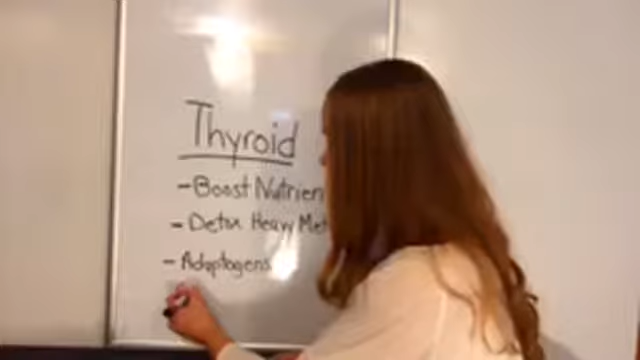 Thyroid
- Boost Nutrien
- Detox Heavy Met
- Adaptogens